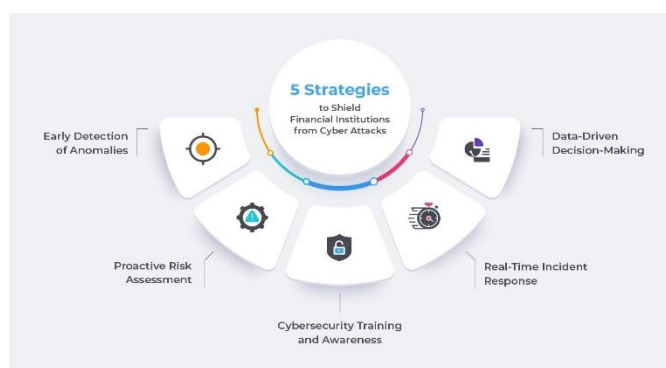 5 Strategies
to Shield
Financial Institutions
from Cyber Attacks
Early Detection
of Anomalies
Data-Driven
Decision-Making
Proactive Risk
Assessment
Real-Time Incident
Response
Cybersecurity Training
and Awareness